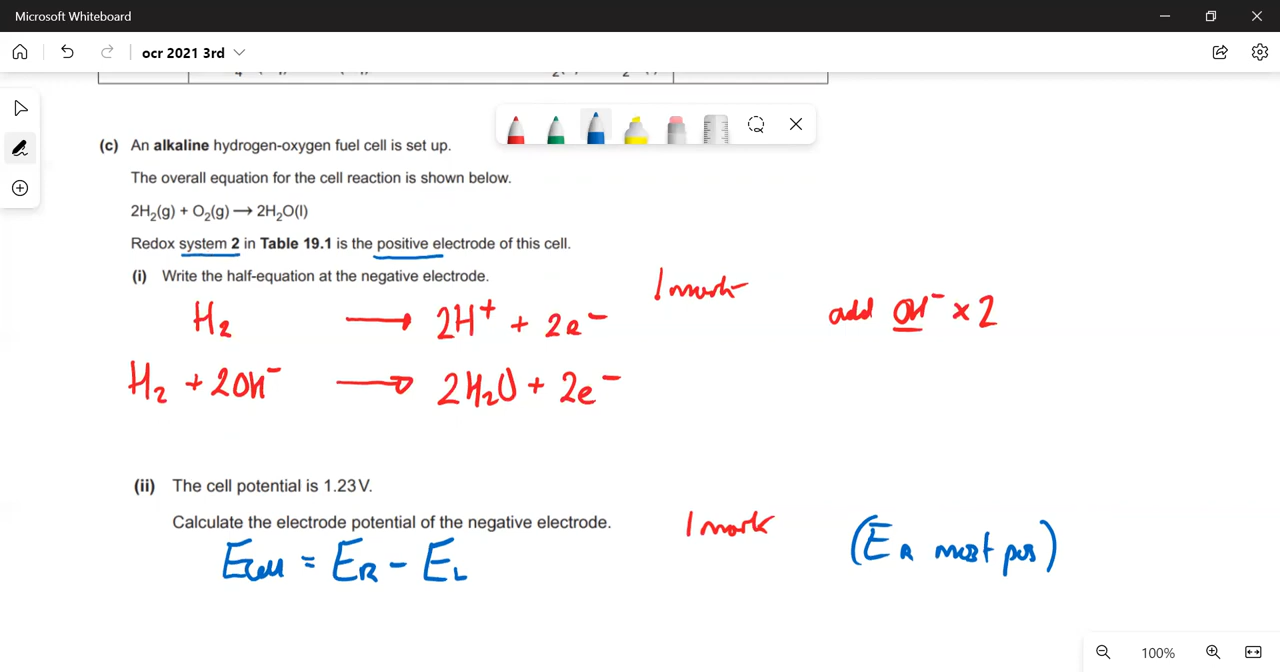 Microsoft Whiteboard
ocr 2021 3rd
(c) An alkaline hydrogen-oxygen fuel cell is set up.
The overall equation for the cell reaction is shown below.
2H₂(g) + O₂(g) → 2H₂O(l)
Redox system 2 in Table 19.1 is the positive electrode of this cell.
(i) Write the half-equation at the negative electrode.
1 mark
H₂ → 2H⁺ + 2e⁻
add OH⁻ × 2
H₂ + 2OH⁻ → 2H₂O + 2e⁻
(ii) The cell potential is 1.23 V.
Calculate the electrode potential of the negative electrode.
1 mark
Ecell = ER - EL
(ER most pos)
100%